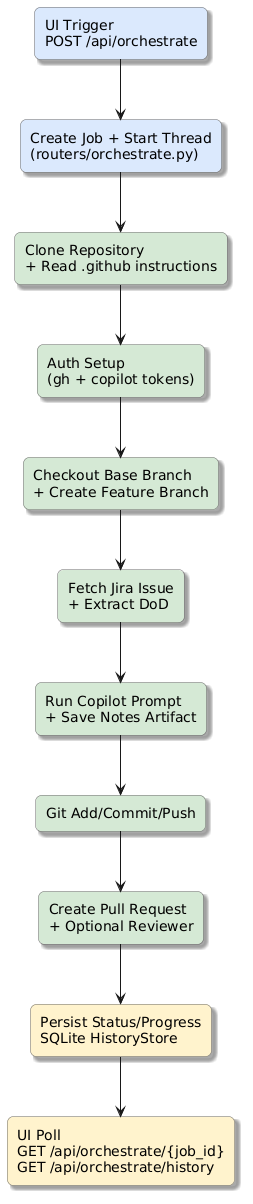 UI Trigger
POST /api/orchestrate
Create Job + Start Thread
(routers/orchestrate.py)
Clone Repository
+ Read .github instructions
Auth Setup
(gh + copilot tokens)
Checkout Base Branch
+ Create Feature Branch
Fetch Jira Issue
+ Extract DoD
Run Copilot Prompt
+ Save Notes Artifact
Git Add/Commit/Push
Create Pull Request
+ Optional Reviewer
Persist Status/Progress
SQLite HistoryStore
UI Poll
GET /api/orchestrate/{job_id}
GET /api/orchestrate/history